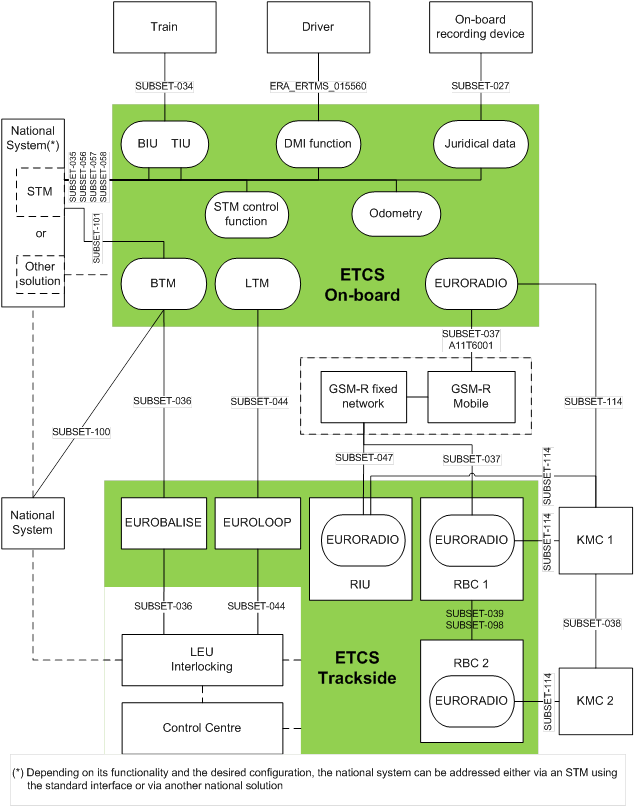 Train
Driver
On-board
recording device
SUBSET-034
ERA_ERTMS_015560
SUBSET-027
National
System(*)
STM
or
Other
solution
SUBSET-035
SUBSET-056
SUBSET-057
SUBSET-058
SUBSET-101
BIU TIU
DMI function
Juridical data
STM control
function
Odometry
BTM
LTM
ETCS
On-board
EURORADIO
SUBSET-037
A11T6001
GSM-R fixed
network
GSM-R
Mobile
SUBSET-114
SUBSET-036
SUBSET-044
SUBSET-100
SUBSET-047
SUBSET-037
SUBSET-114
National
System
EUROBALISE
EUROLOOP
EURORADIO
RIU
EURORADIO
RBC 1
SUBSET-114
KMC 1
SUBSET-036
SUBSET-044
SUBSET-039
SUBSET-098
SUBSET-038
LEU
Interlocking
ETCS
Trackside
RBC 2
EURORADIO
SUBSET-114
KMC 2
Control Centre
(*) Depending on its functionality and the desired configuration, the national system can be addressed either via an STM using
the standard interface or via another national solution